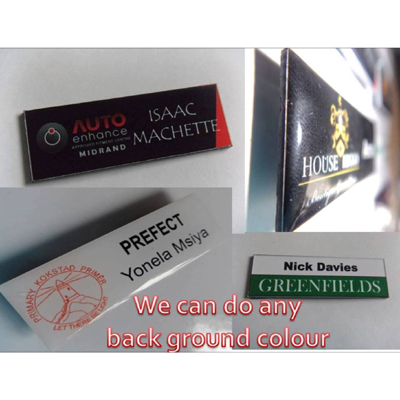 AUTO
enhance
MIDRAND
ISAAC
MACHETTE
HOUSE
PREFECT
Yonela Msiya
PRIMARY KOKSTAD PRIMER
LET THERE BE LIGHT
Nick Davies
GREENFIELDS
We can do any
back ground colour